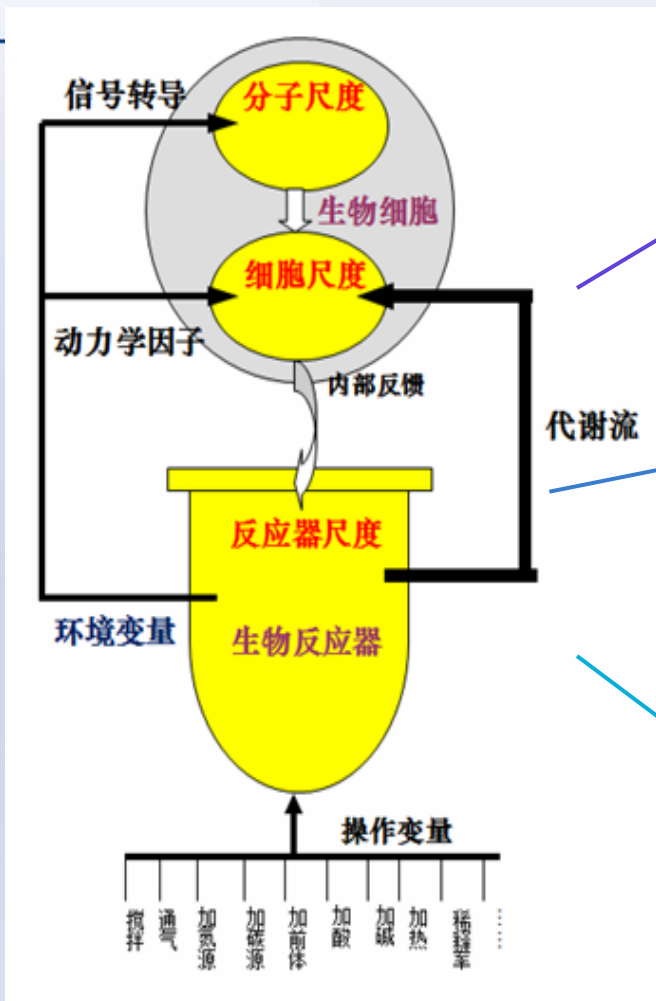 信号转导
分子尺度
生物细胞
细胞尺度
动力学因子
内部反馈
代谢流
反应器尺度
环境变量
生物反应器
操作变量
搅拌
通气
加氮源
加碳源
加前体
加酸
加碱
加热
稀释率
……